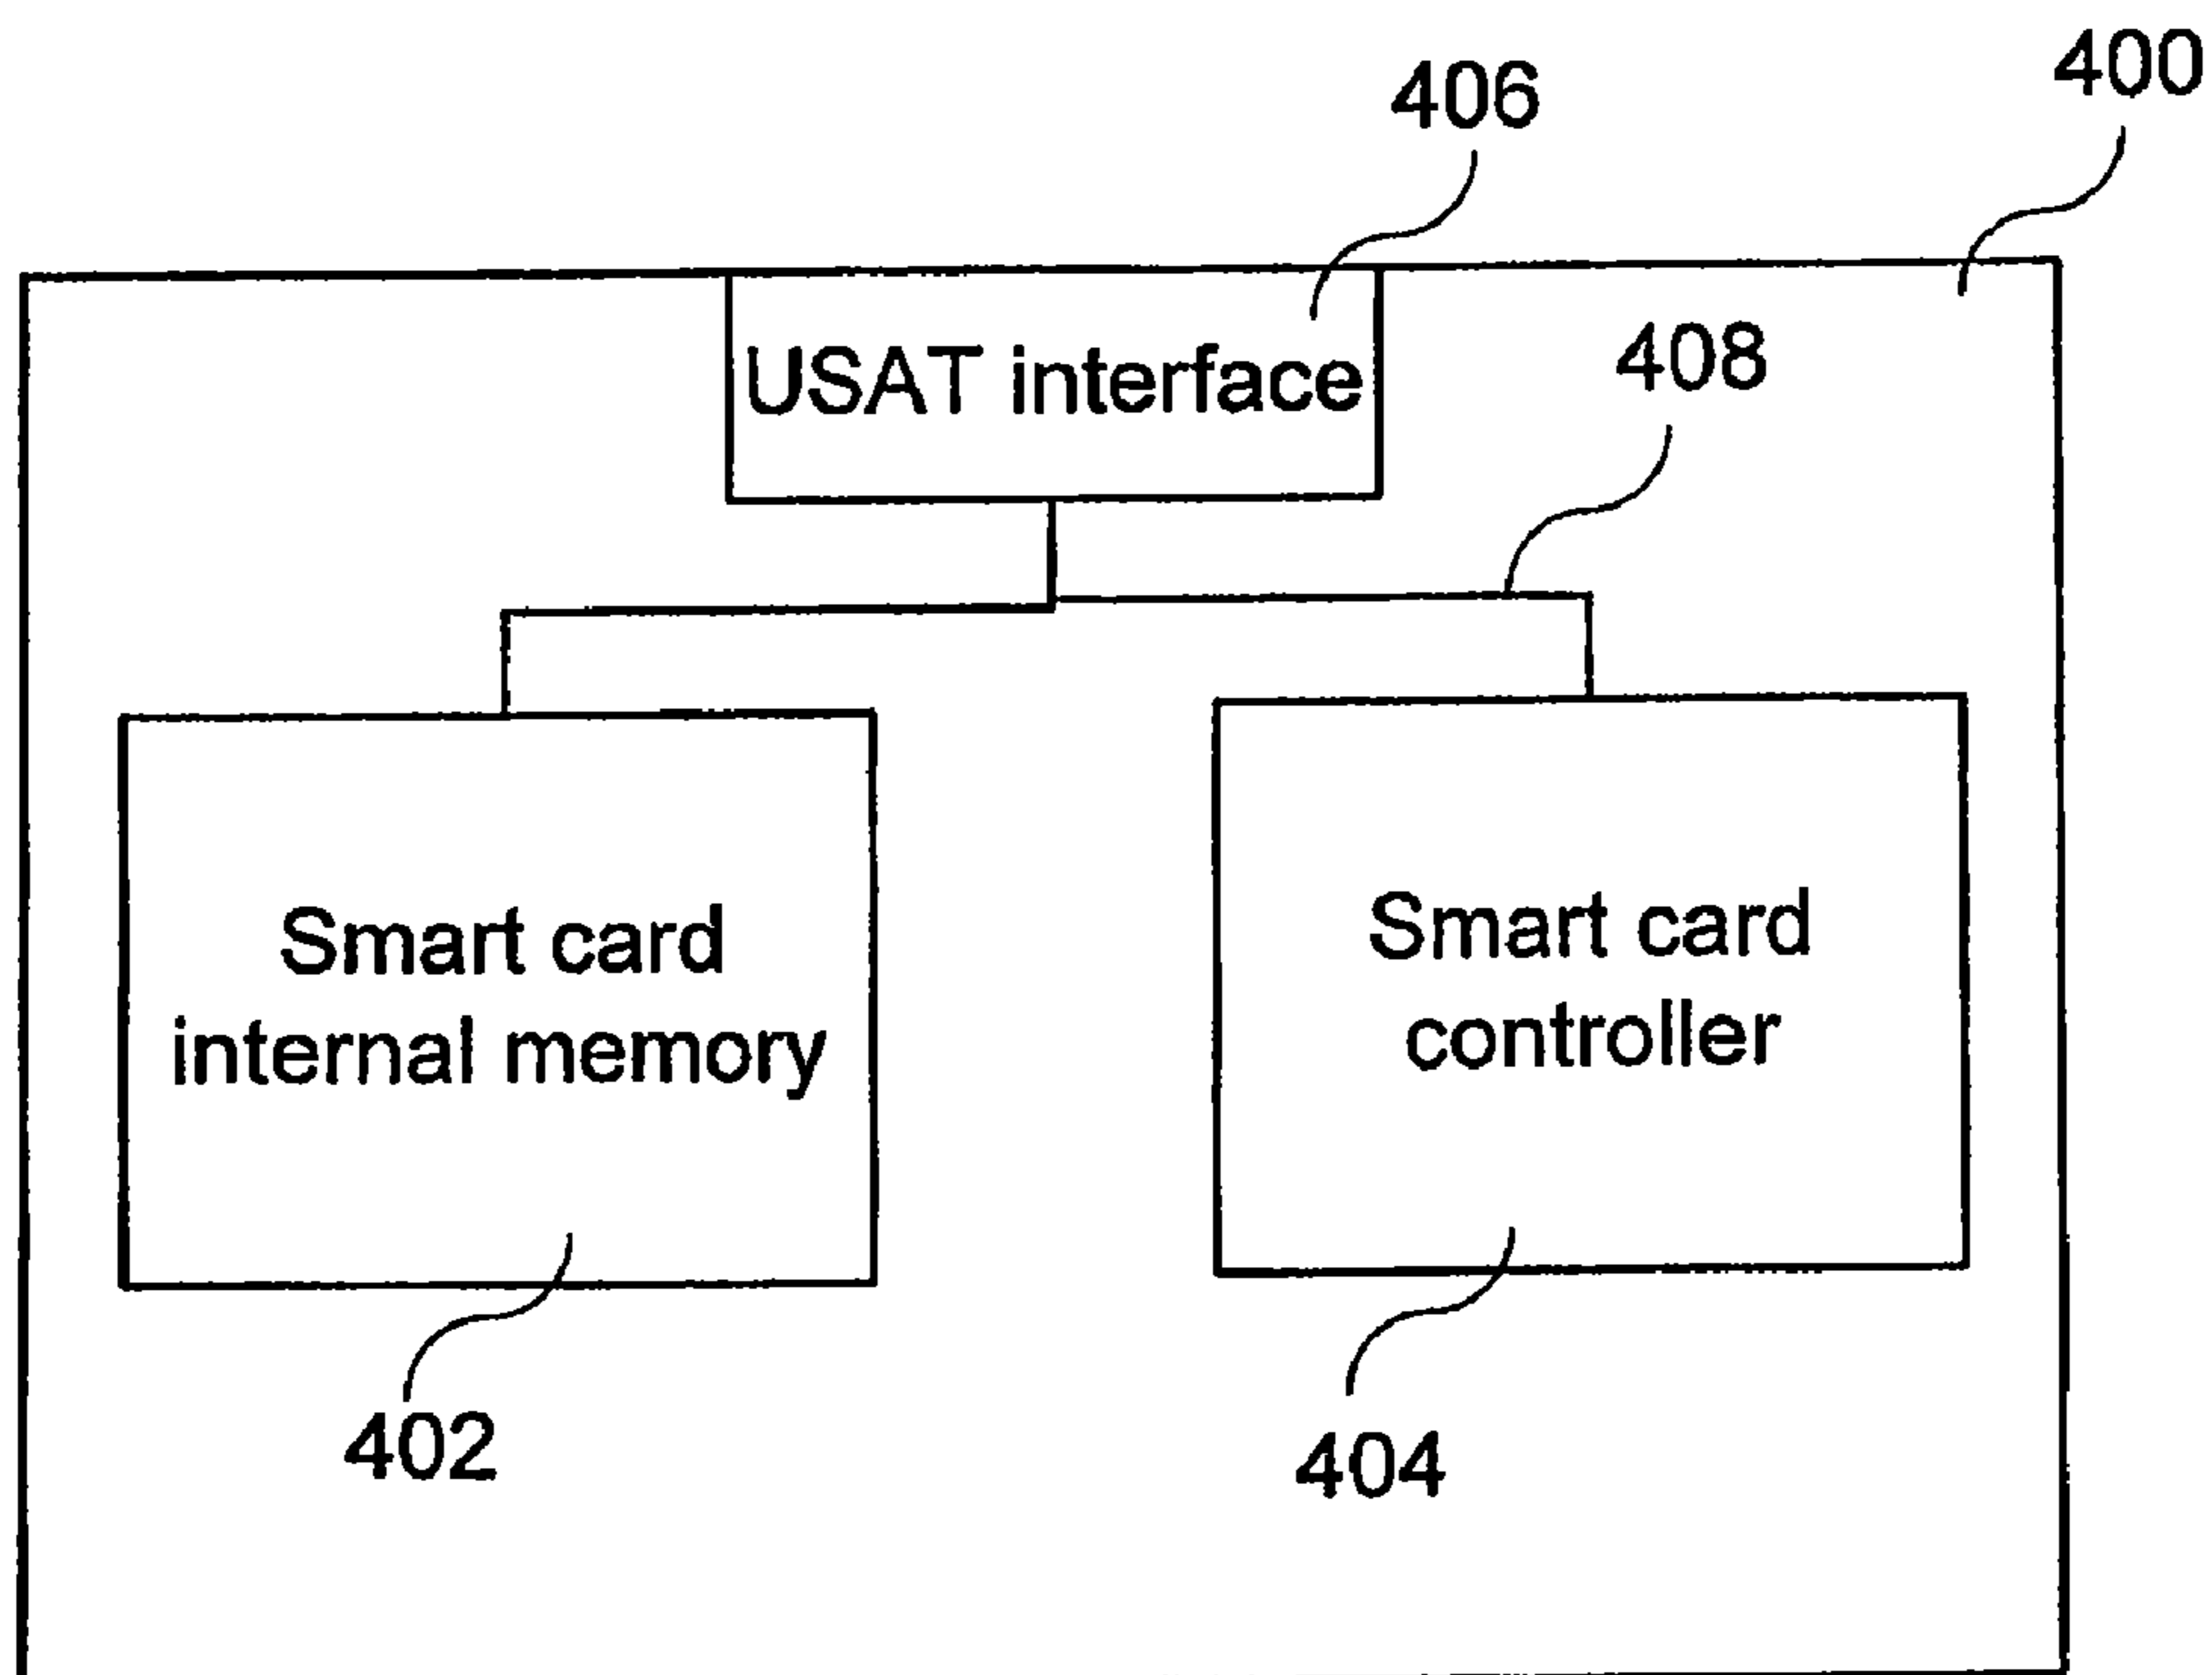 400
406
408
USAT interface
Smart card
internal memory
Smart card
controller
402
404